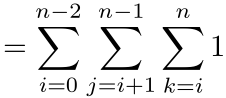 = \sum_{i=0}^{n-2} \sum_{j=i+1}^{n-1} \sum_{k=i}^{n} 1